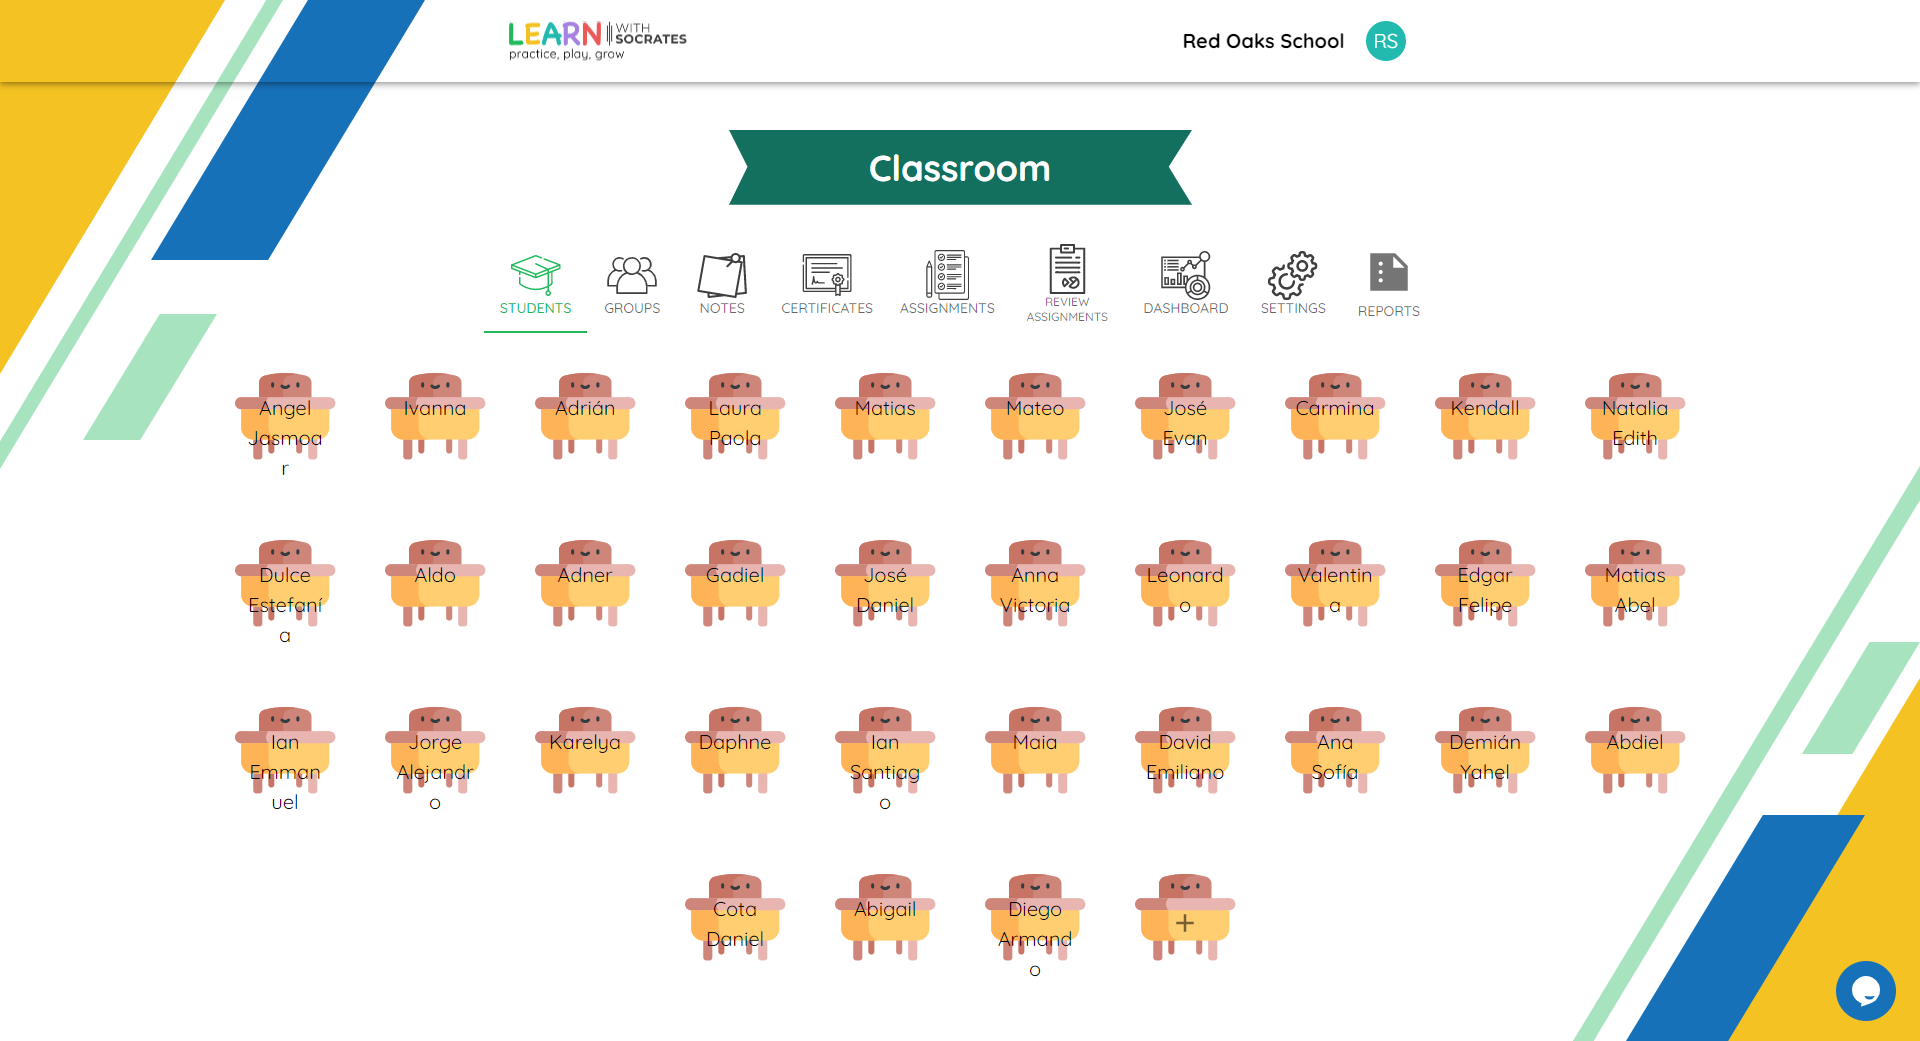 LEARN WITH SOCRATES
practice, play, grow
Red Oaks School RS
Classroom
STUDENTS GROUPS NOTES CERTIFICATES ASSIGNMENTS REVIEW ASSIGNMENTS DASHBOARD SETTINGS REPORTS
Angel Jasmoar
Ivanna
Adrián
Laura Paola
Matias
Mateo
José Evan
Carmina
Kendall
Natalia Edith
Dulce Estefanía
Aldo
Adner
Gadiel
José Daniel
Anna Victoria
Leonardo
Valentina
Edgar Felipe
Matias Abel
Ian Emmanuel
Jorge Alejandro
Karelya
Daphne
Ian Santiago
Maia
David Emiliano
Ana Sofía
Demián Yahel
Abdiel
Cota Daniel
Abigail
Diego Armando
+